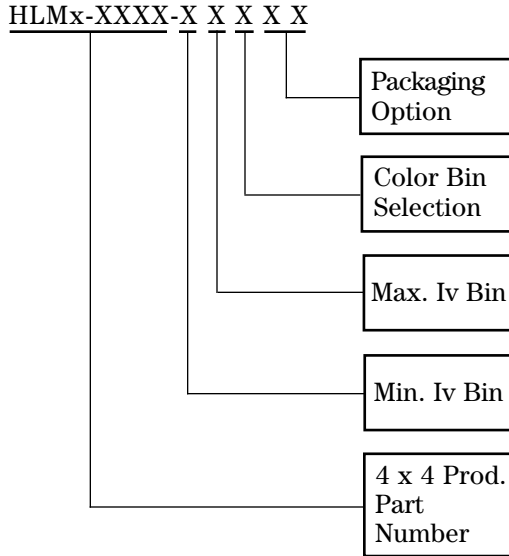 HLMx-XXXX-X X X X X
Packaging
Option
Color Bin
Selection
Max. Iv Bin
Min. Iv Bin
4 x 4 Prod.
Part
Number